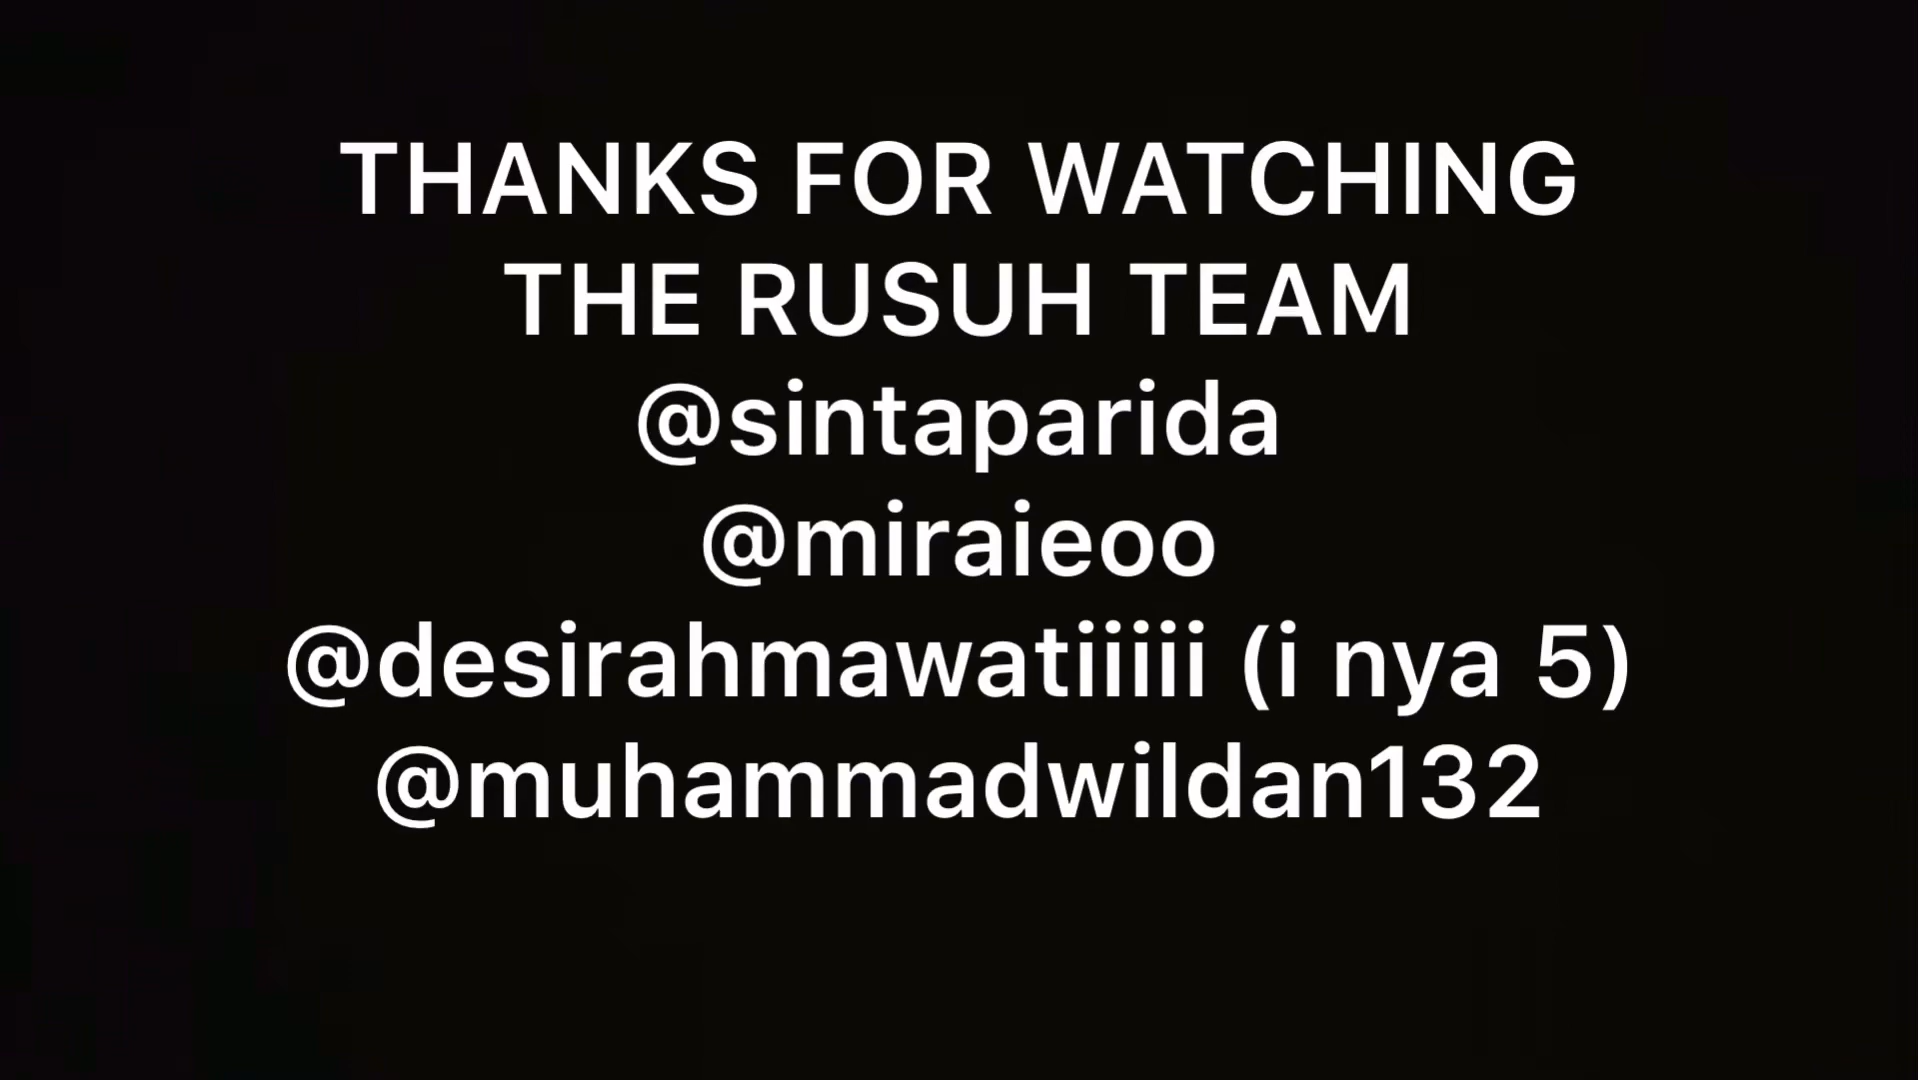 THANKS FOR WATCHING
THE RUSUH TEAM
@sintaparida
@miraieoo
@desirahmawatiiiii (i nya 5)
@muhammadwildan132